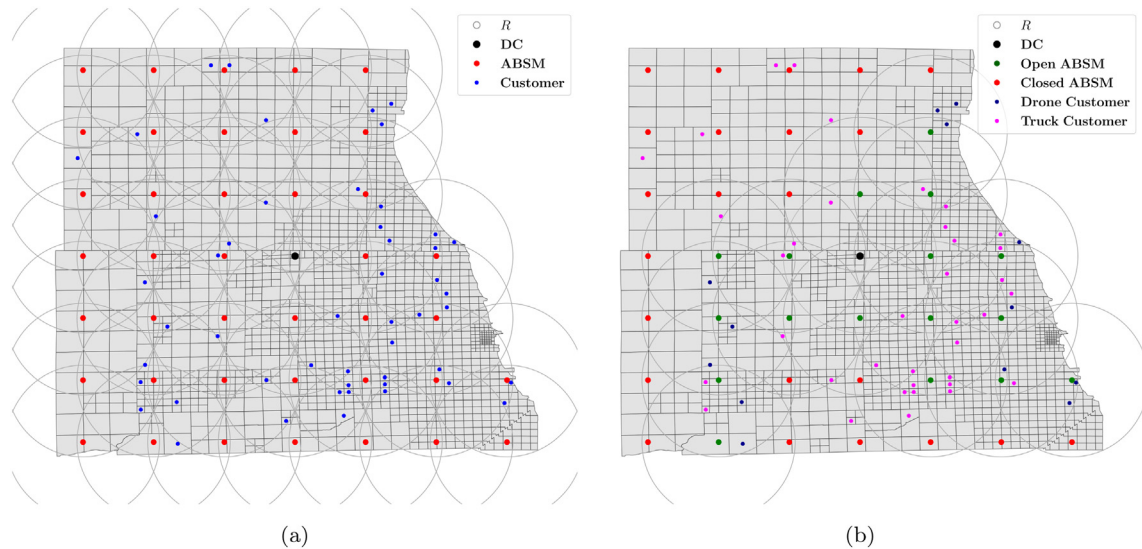 R
DC
ABSM
Customer
R
DC
Open ABSM
Closed ABSM
Drone Customer
Truck Customer
(a)
(b)